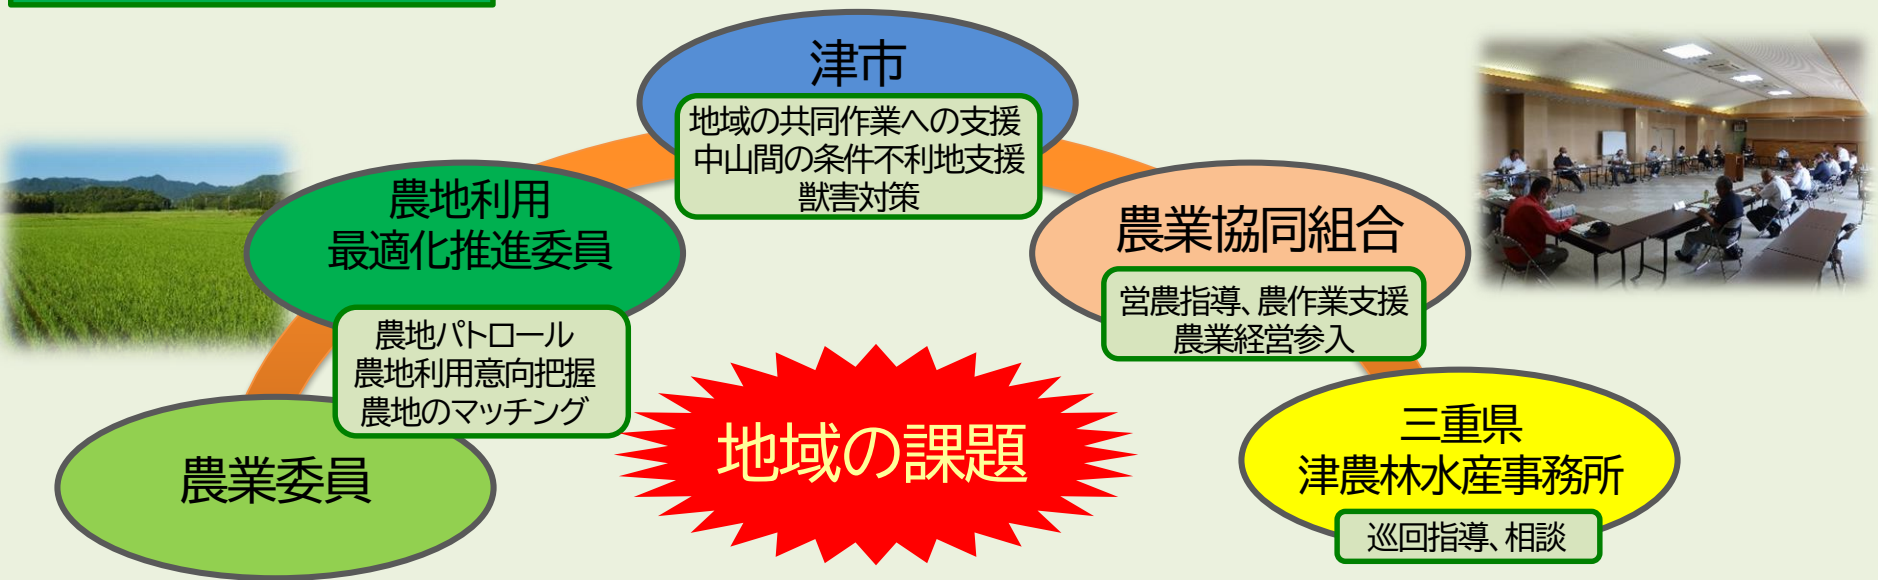 津市
地域の共同作業への支援
中山間の条件不利地支援
獣害対策
農地利用
最適化推進委員
農地パトロール
農地利用意向把握
農地のマッチング
農業委員
農業協同組合
営農指導、農作業支援
農業経営参入
三重県
津農林水産事務所
巡回指導、相談
地域の課題